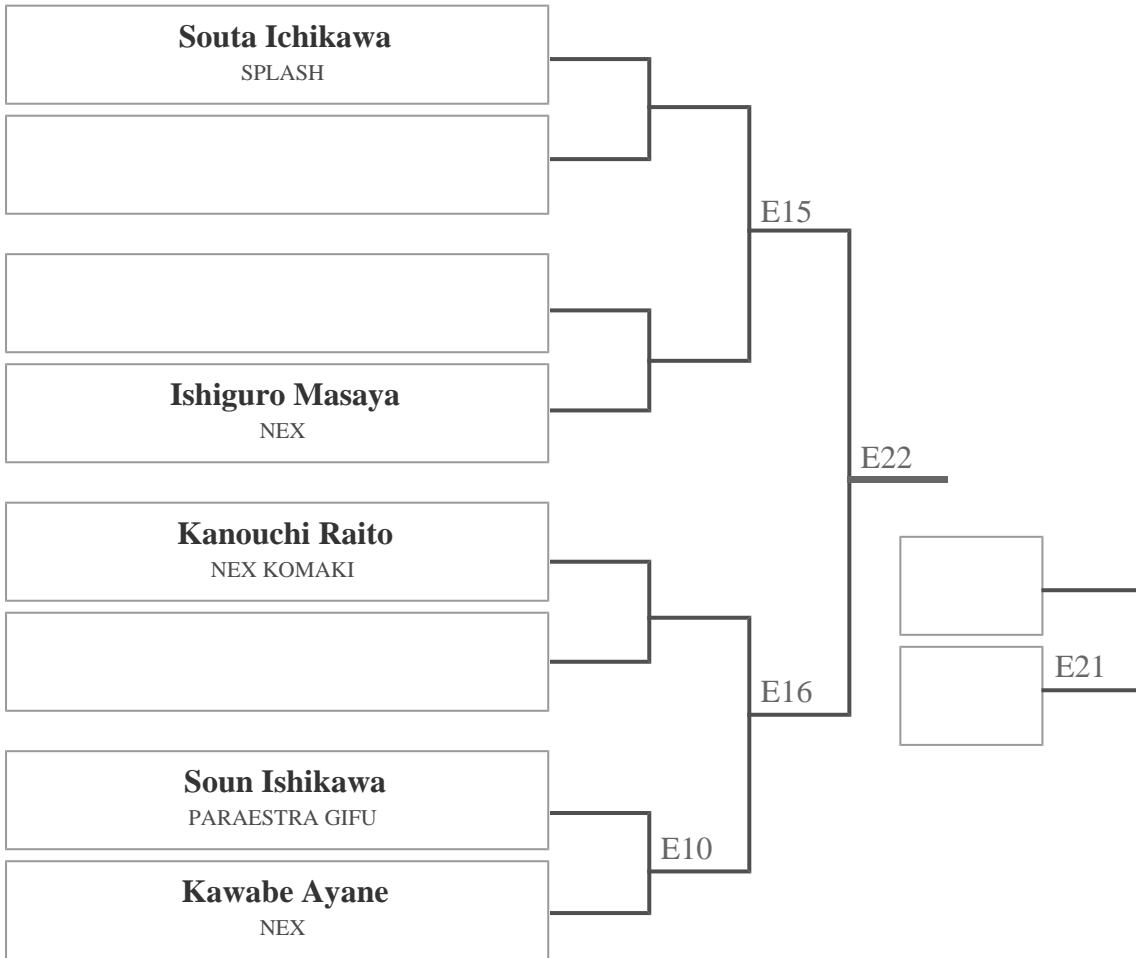 Souta Ichikawa
SPLASH
E15
Ishiguro Masaya
NEX
E22
Kanouchi Raito
NEX KOMAKI
E21
E16
Soun Ishikawa
PARAESTRA GIFU
E10
Kawabe Ayane
NEX